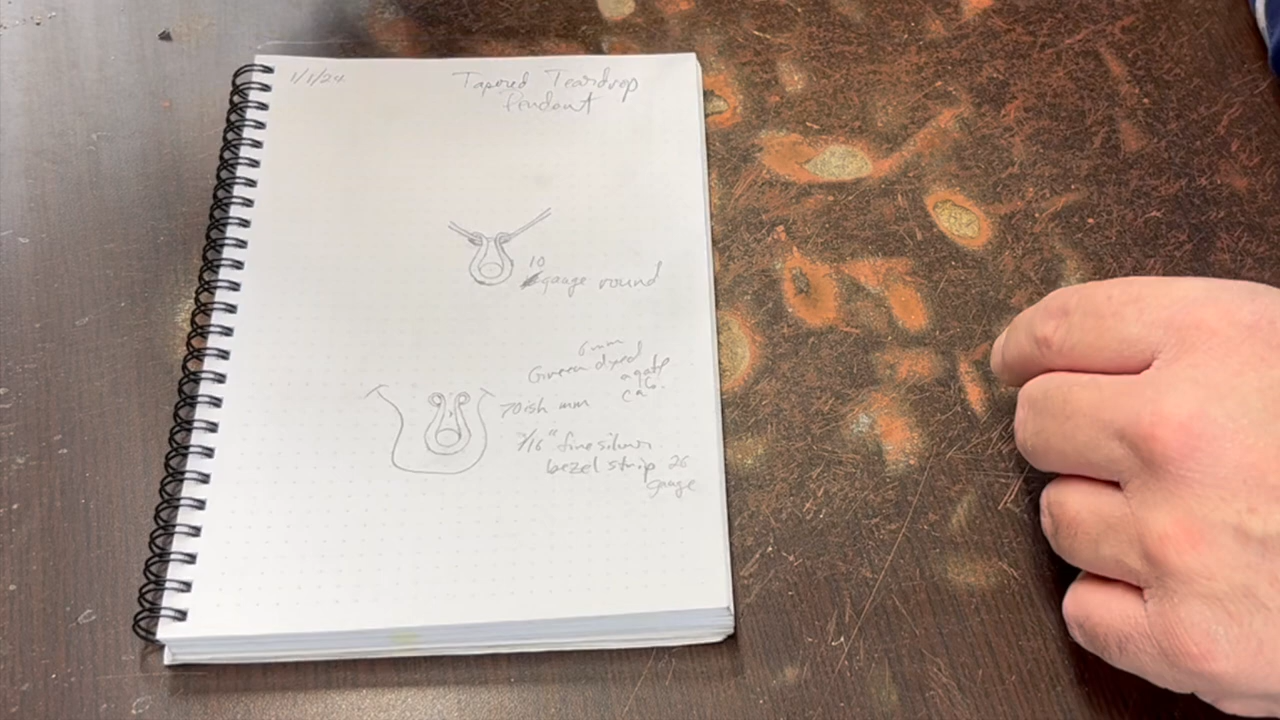 1/1/24
Tapered Teardrop
Pendant
10
gauge round
6mm
Green dyed
agate
cab.
70ish mm
7/16" fine silver
bezel strip 26
gauge